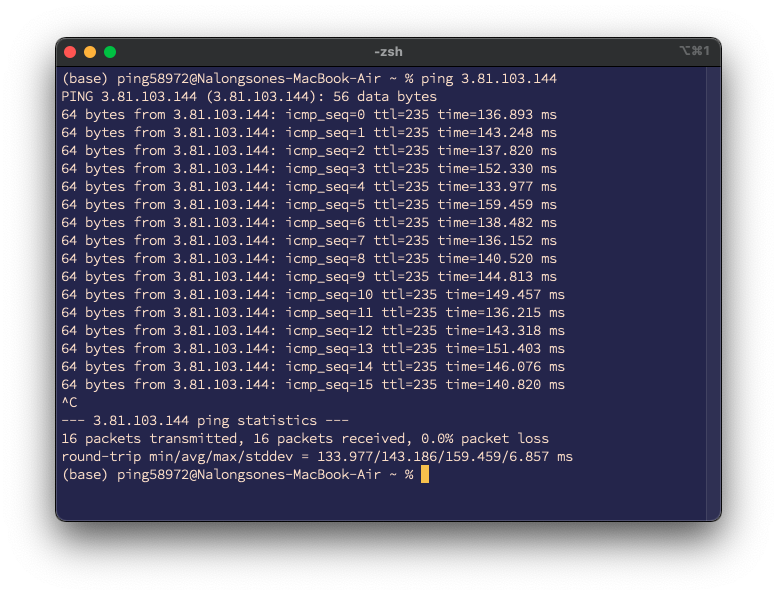 -zsh
⌥⌘1
(base) ping58972@Nalongsones-MacBook-Air ~ % ping 3.81.103.144
PING 3.81.103.144 (3.81.103.144): 56 data bytes
64 bytes from 3.81.103.144: icmp_seq=0 ttl=235 time=136.893 ms
64 bytes from 3.81.103.144: icmp_seq=1 ttl=235 time=143.248 ms
64 bytes from 3.81.103.144: icmp_seq=2 ttl=235 time=137.820 ms
64 bytes from 3.81.103.144: icmp_seq=3 ttl=235 time=152.330 ms
64 bytes from 3.81.103.144: icmp_seq=4 ttl=235 time=133.977 ms
64 bytes from 3.81.103.144: icmp_seq=5 ttl=235 time=159.459 ms
64 bytes from 3.81.103.144: icmp_seq=6 ttl=235 time=138.482 ms
64 bytes from 3.81.103.144: icmp_seq=7 ttl=235 time=136.152 ms
64 bytes from 3.81.103.144: icmp_seq=8 ttl=235 time=140.520 ms
64 bytes from 3.81.103.144: icmp_seq=9 ttl=235 time=144.813 ms
64 bytes from 3.81.103.144: icmp_seq=10 ttl=235 time=149.457 ms
64 bytes from 3.81.103.144: icmp_seq=11 ttl=235 time=136.215 ms
64 bytes from 3.81.103.144: icmp_seq=12 ttl=235 time=143.318 ms
64 bytes from 3.81.103.144: icmp_seq=13 ttl=235 time=151.403 ms
64 bytes from 3.81.103.144: icmp_seq=14 ttl=235 time=146.076 ms
64 bytes from 3.81.103.144: icmp_seq=15 ttl=235 time=140.820 ms
^C
--- 3.81.103.144 ping statistics ---
16 packets transmitted, 16 packets received, 0.0% packet loss
round-trip min/avg/max/stddev = 133.977/143.186/159.459/6.857 ms
(base) ping58972@Nalongsones-MacBook-Air ~ %